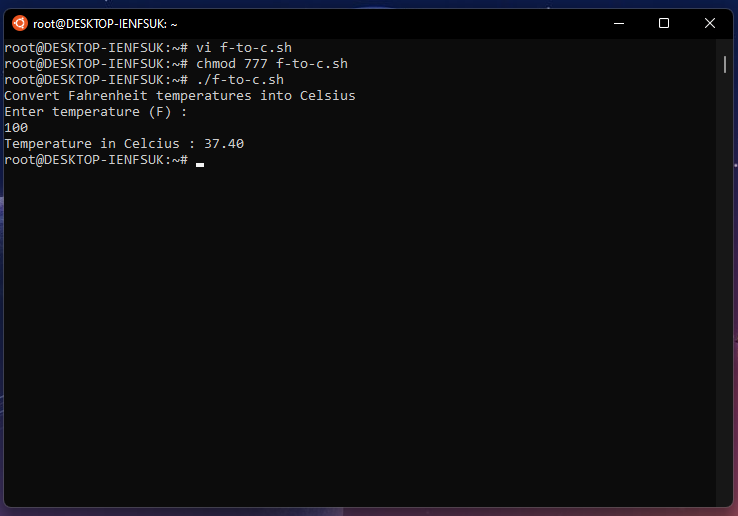 root@DESKTOP-IENFSUK: ~
root@DESKTOP-IENFSUK:~# vi f-to-c.sh
root@DESKTOP-IENFSUK:~# chmod 777 f-to-c.sh
root@DESKTOP-IENFSUK:~# ./f-to-c.sh
Convert Fahrenheit temperatures into Celsius
Enter temperature (F) :
100
Temperature in Celcius : 37.40
root@DESKTOP-IENFSUK:~#